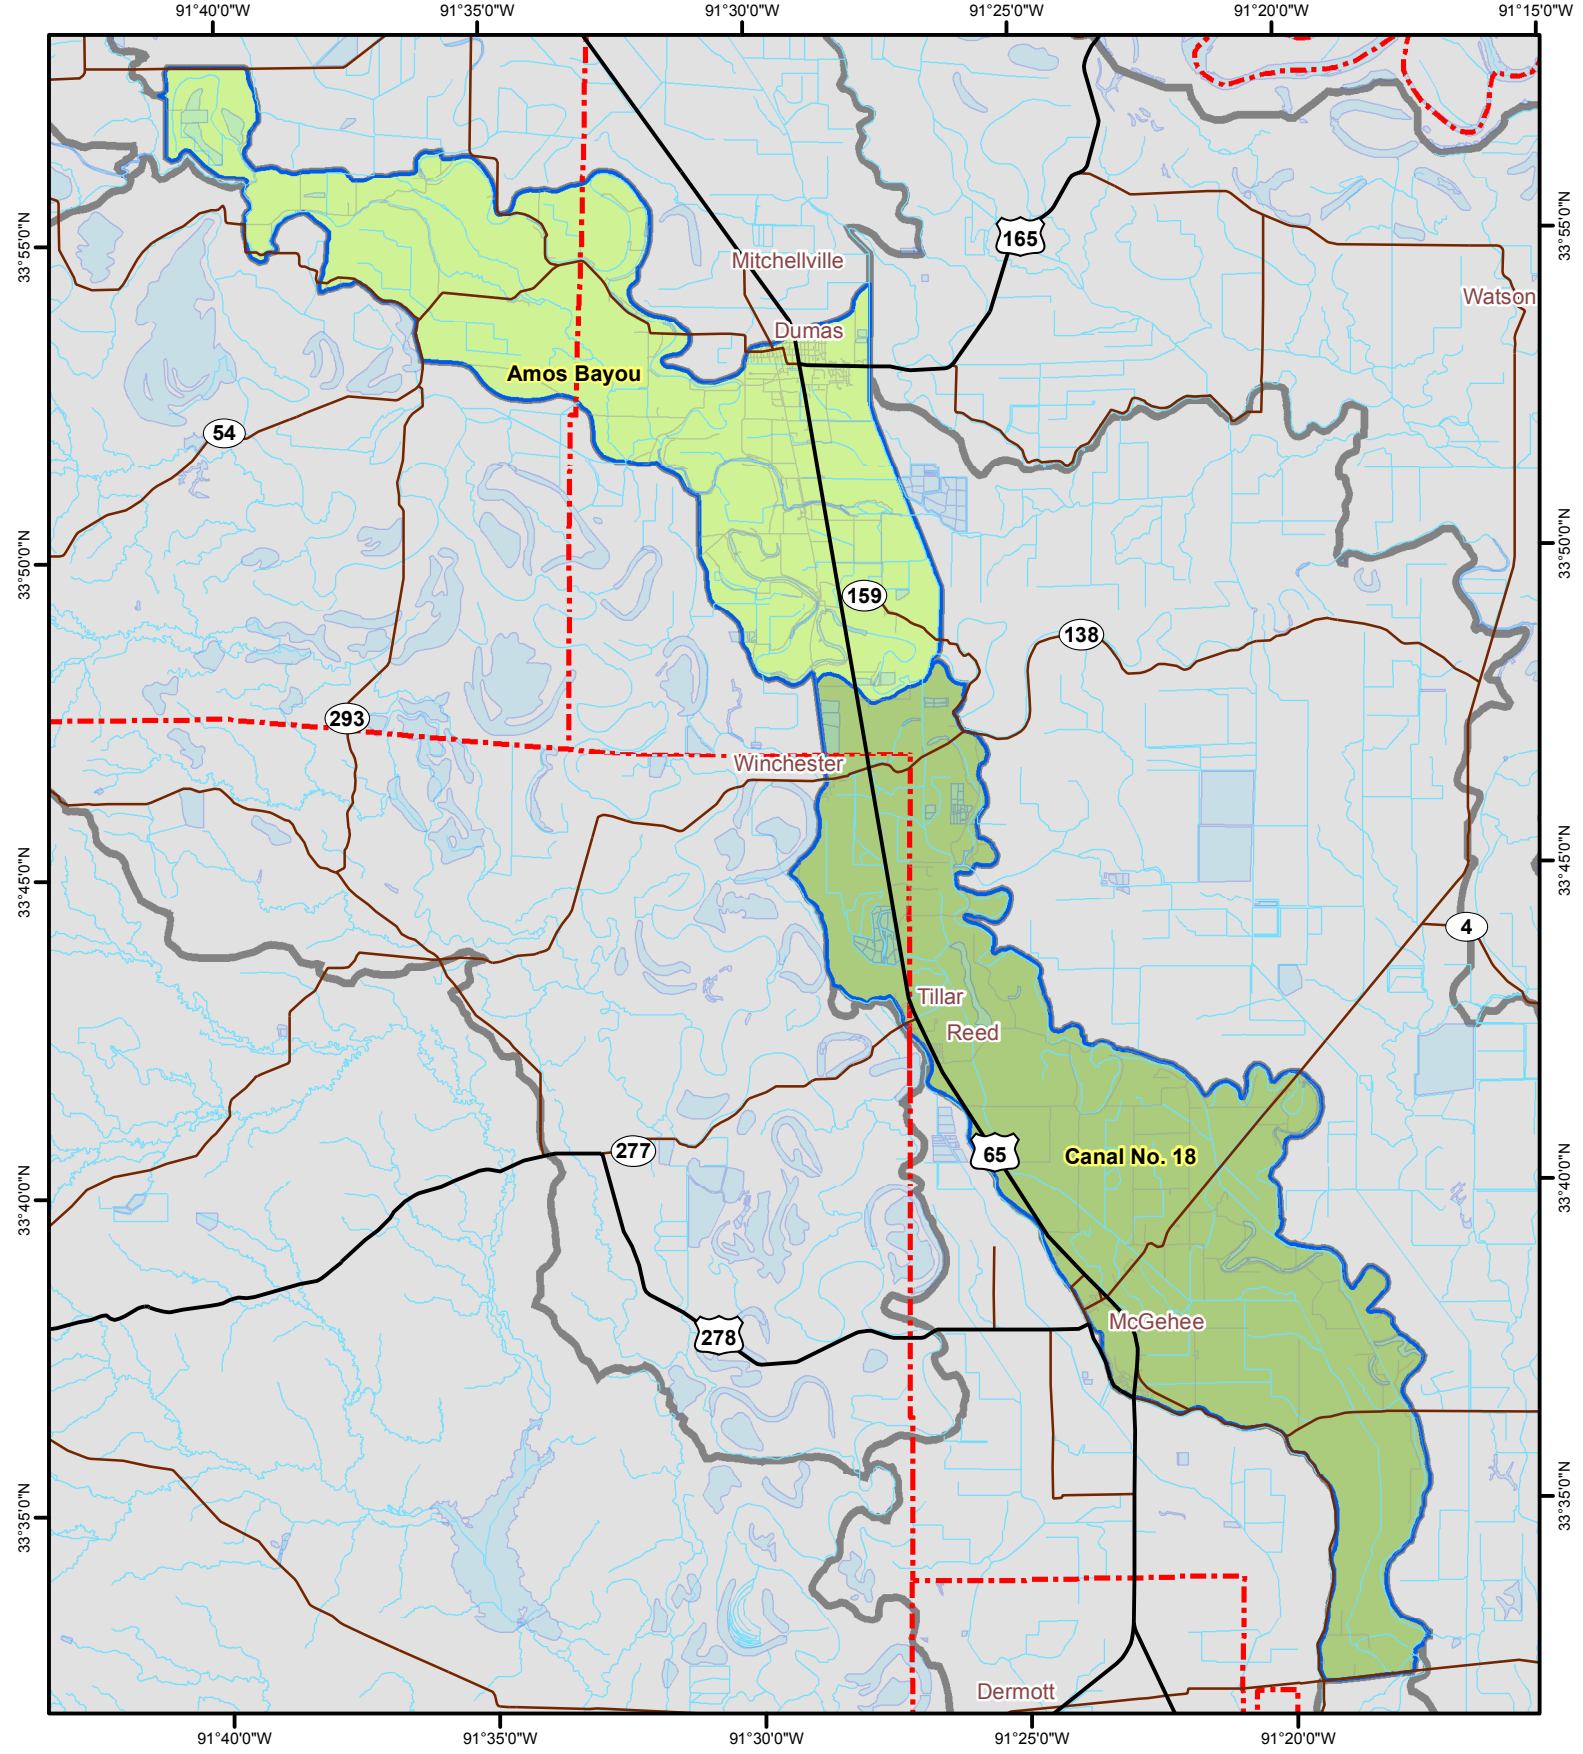 91°40'0"W
91°35'0"W
91°30'0"W
91°25'0"W
91°20'0"W
91°15'0"W
33°55'0"N
33°55'0"N
165
Mitchellville
Watson
Dumas
Amos Bayou
54
33°50'0"N
33°50'0"N
159
138
293
Winchester
33°45'0"N
33°45'0"N
4
Tillar
Reed
277
65
Canal No. 18
33°40'0"N
33°40'0"N
McGehee
278
33°35'0"N
33°35'0"N
Dermott
91°40'0"W
91°35'0"W
91°30'0"W
91°25'0"W
91°20'0"W